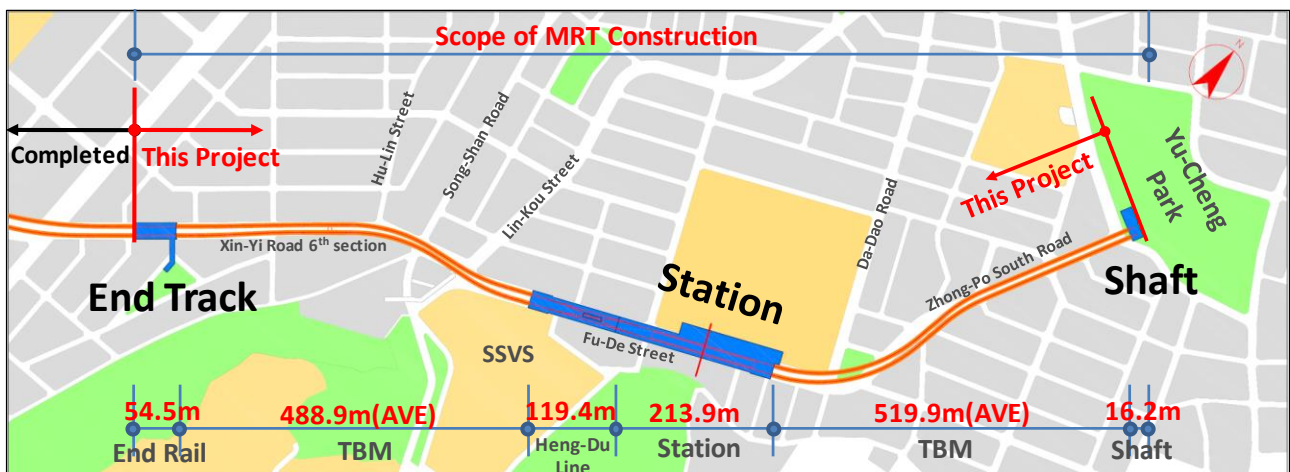 Scope of MRT Construction
N
Completed
This Project
Hu-Lin Street
Song-Shan Road
Lin-Kou Street
Da-Dao Road
This Project
Yu-Cheng
Park
Xin-Yi Road 6th section
Zhong-Po South Road
End Track
Station
Shaft
Fu-De Street
SSVS
54.5m
488.9m(AVE)
119.4m
213.9m
519.9m(AVE)
16.2m
End Rail
TBM
Heng-Du
Line
Station
TBM
Shaft